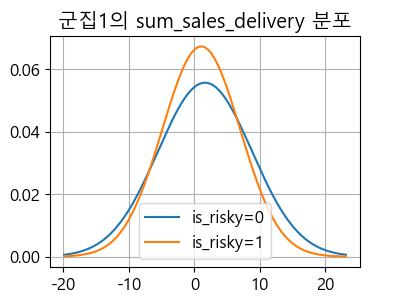 군집1의 sum_sales_delivery 분포
0.06
0.04
0.02
0.00
is_risky=0
is_risky=1
-20 -10 0 10 20